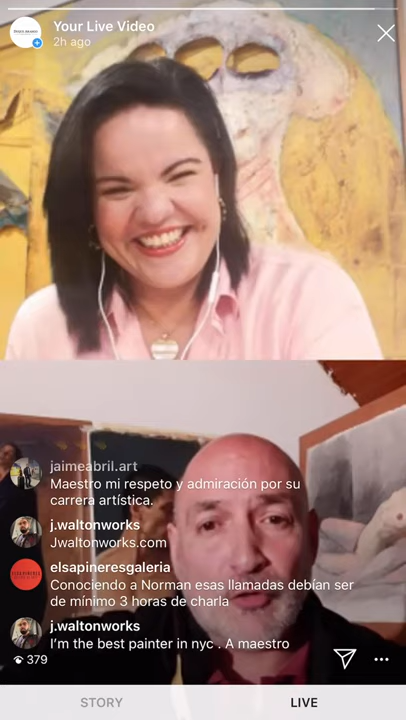 Your Live Video
2h ago
jaimeabril.art
Maestro mi respeto y admiración por su
carrera artística.
j.waltonworks
Jwaltonworks.com
elsapineresgaleria
Conociendo a Norman esas llamadas debían ser
de mínimo 3 horas de charla
j.waltonworks
I'm the best painter in nyc . A maestro
379
STORY
LIVE